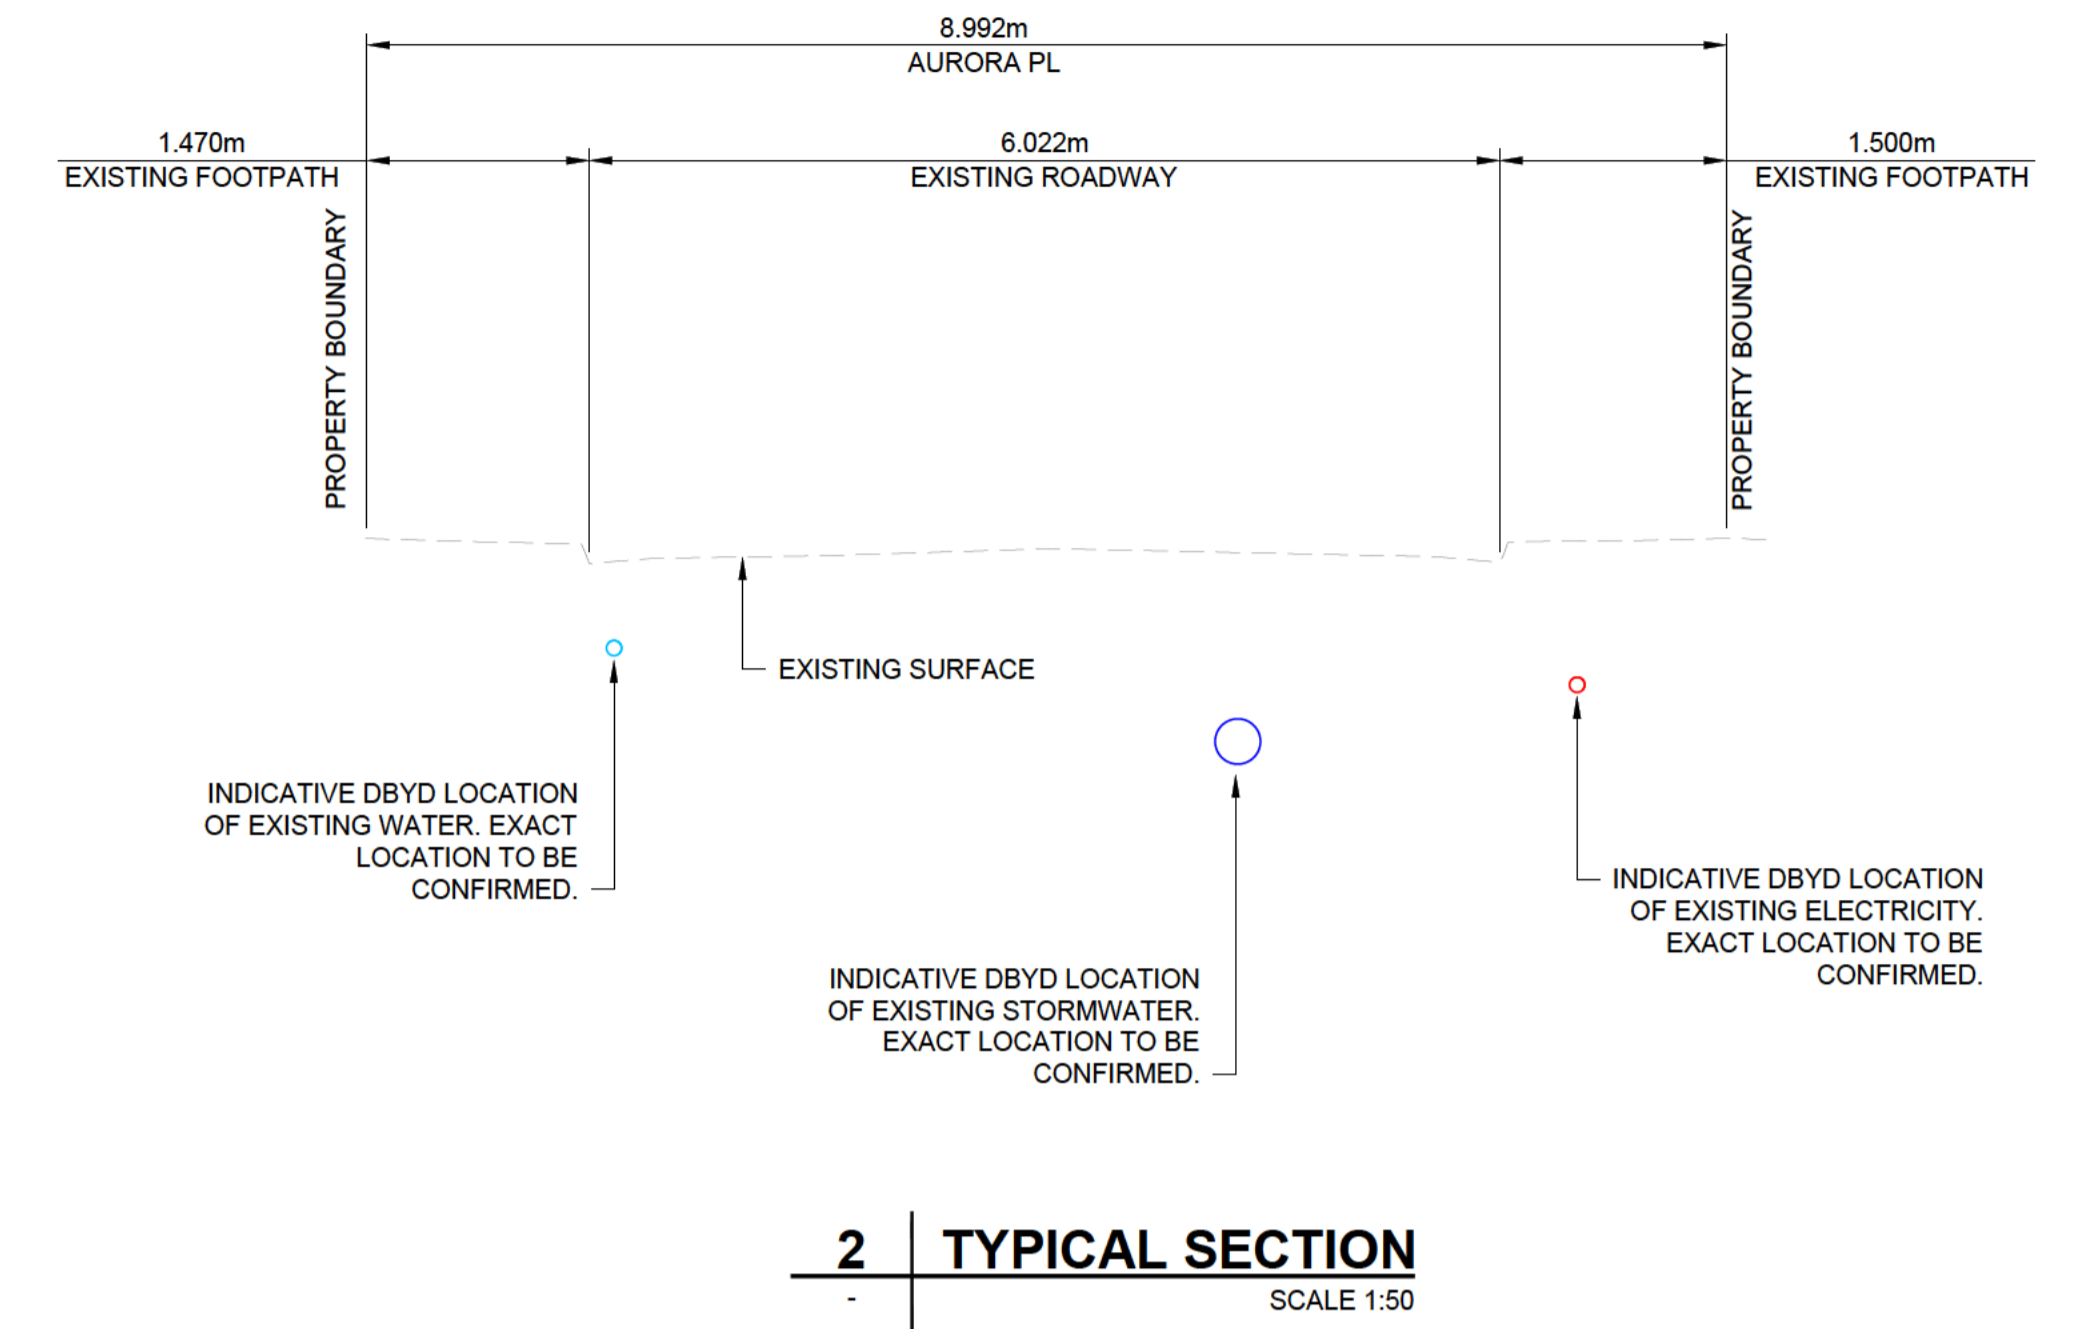 8.992m
AURORA PL
1.470m
EXISTING FOOTPATH
6.022m
EXISTING ROADWAY
1.500m
EXISTING FOOTPATH
PROPERTY BOUNDARY
PROPERTY BOUNDARY
EXISTING SURFACE
INDICATIVE DBYD LOCATION
OF EXISTING WATER. EXACT
LOCATION TO BE
CONFIRMED.
INDICATIVE DBYD LOCATION
OF EXISTING ELECTRICITY.
EXACT LOCATION TO BE
CONFIRMED.
INDICATIVE DBYD LOCATION
OF EXISTING STORMWATER.
EXACT LOCATION TO BE
CONFIRMED.
2 TYPICAL SECTION
- SCALE 1:50